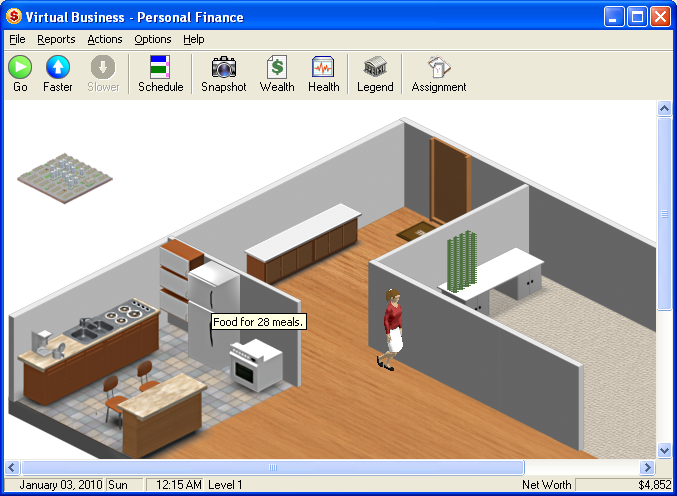 Virtual Business - Personal Finance
File Reports Actions Options Help
Go Faster Slower Schedule Snapshot Wealth Health Legend Assignment
Food for 28 meals.
January 03, 2010 Sun 12:15 AM Level 1 Net Worth $4,852